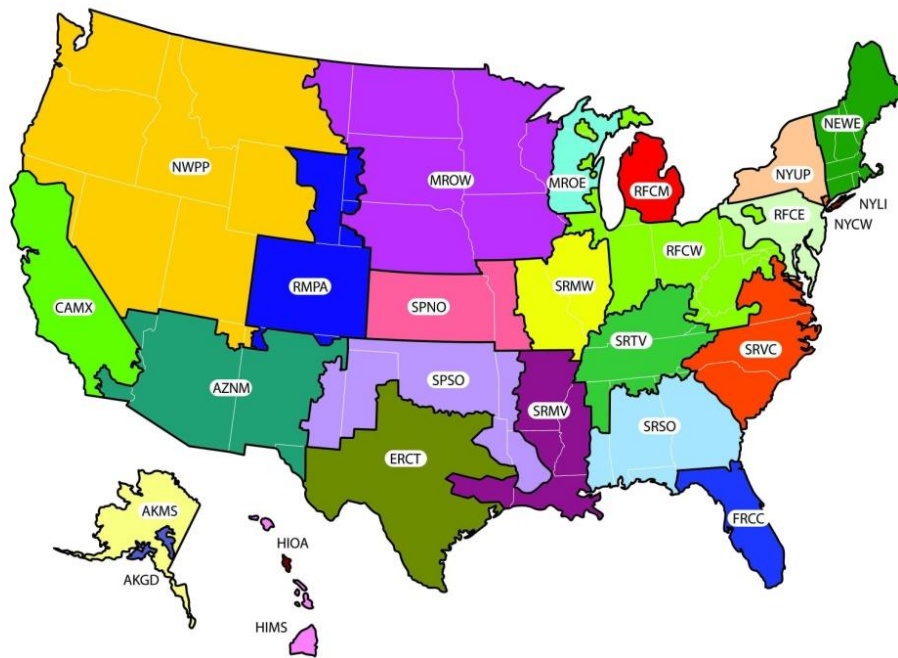 NEWE
NWPP
MROW
MROE
RFCM
NYUP
NYLI
RFCE
NYCW
RFCW
RMPA
SRMW
CAMX
SPNO
SRTV
SRVC
AZNM
SPSO
SRMV
SRSO
ERCT
AKMS
FRCC
HIOA
AKGD
HIMS